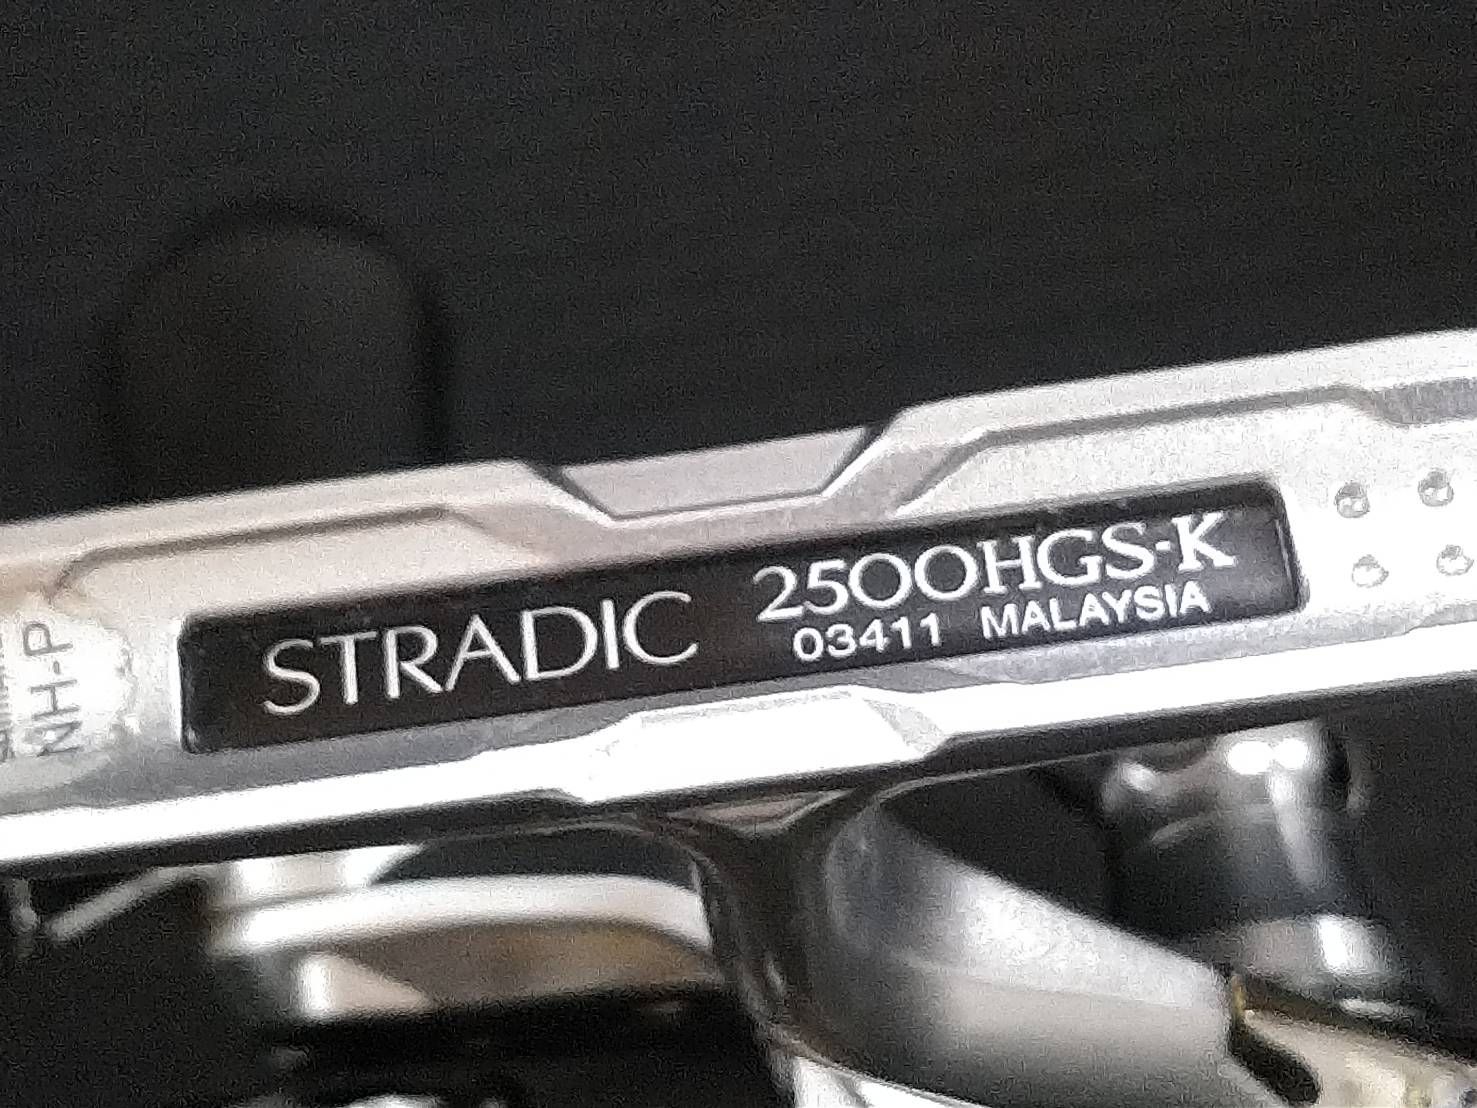 STRADIC 2500HGS-K
03411 MALAYSIA
NH-P